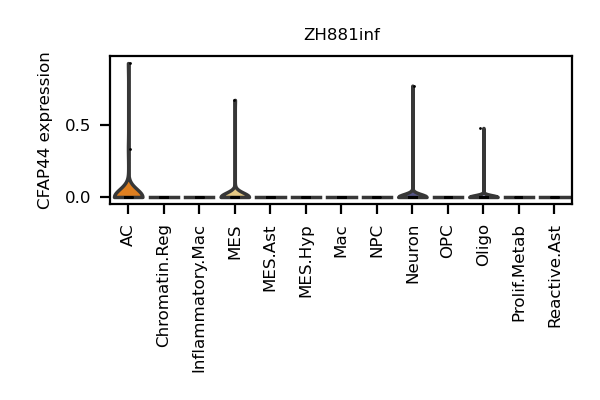 ZH881inf
CFAP44 expression
0.5
0.0
AC
Chromatin.Reg
Inflammatory.Mac
MES
MES.Ast
MES.Hyp
Mac
NPC
Neuron
OPC
Oligo
Prolif.Metab
Reactive.Ast